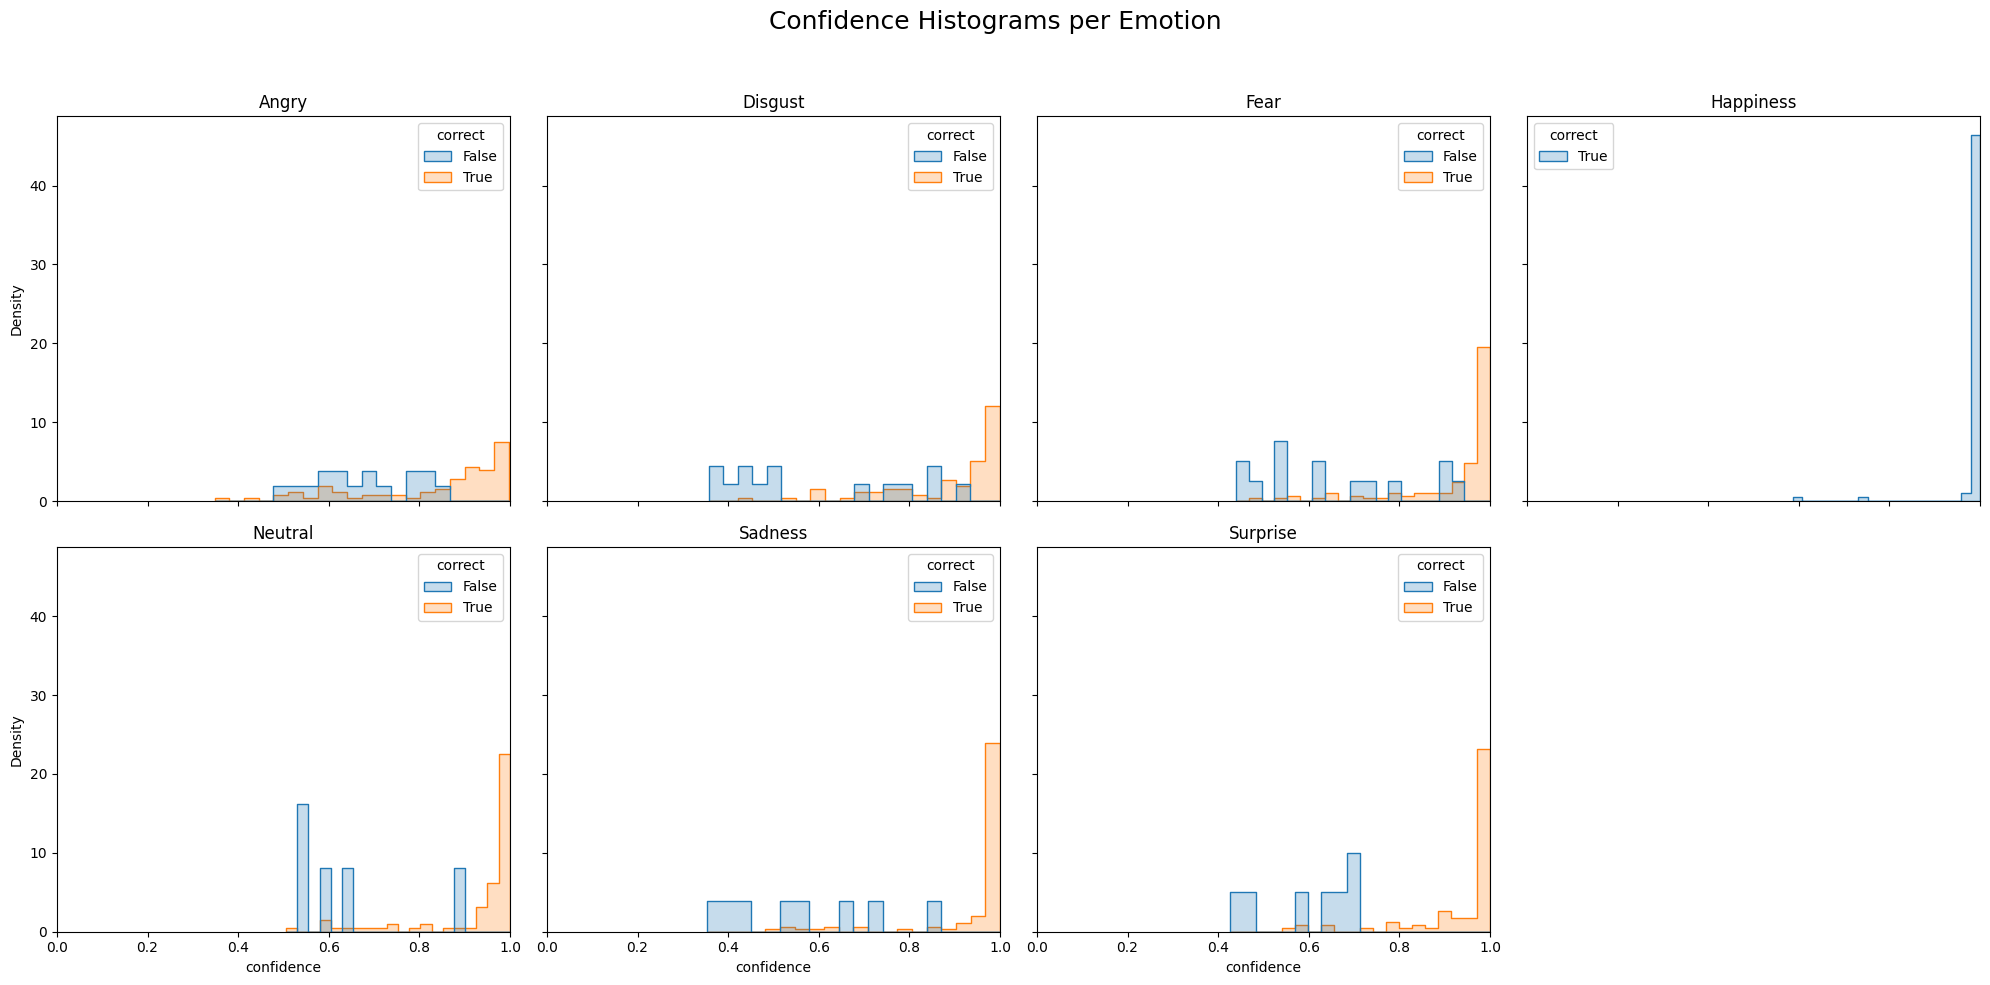 Confidence Histograms per Emotion
Angry
Disgust
Fear
Happiness
correct
False
True
correct
False
True
correct
False
True
correct
True
Density
40
30
20
10
0
Neutral
Sadness
Surprise
correct
False
True
correct
False
True
correct
False
True
Density
40
30
20
10
0
0.0 0.2 0.4 0.6 0.8 1.0
0.0 0.2 0.4 0.6 0.8 1.0
0.0 0.2 0.4 0.6 0.8 1.0
confidence
confidence
confidence